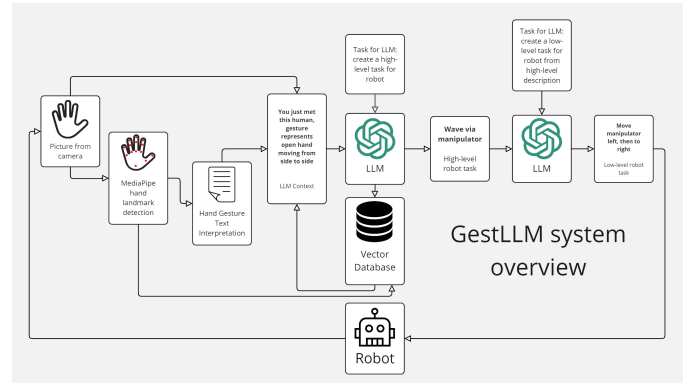 Task for LLM:
create a high-
level task for
robot
Task for LLM:
create a low-
level task for
robot from
high-level
description
Picture from
camera
MediaPipe
hand
landmark
detection
Hand Gesture
Text
Interpretation
You just met
this human,
gesture
represents
open hand
moving from
side to side
LLM Context
LLM
Wave via
manipulator
High-level
robot task
LLM
Move
manipulator
left, then to
right
Low-level robot
task
Vector
Database
GestLLM system
overview
Robot